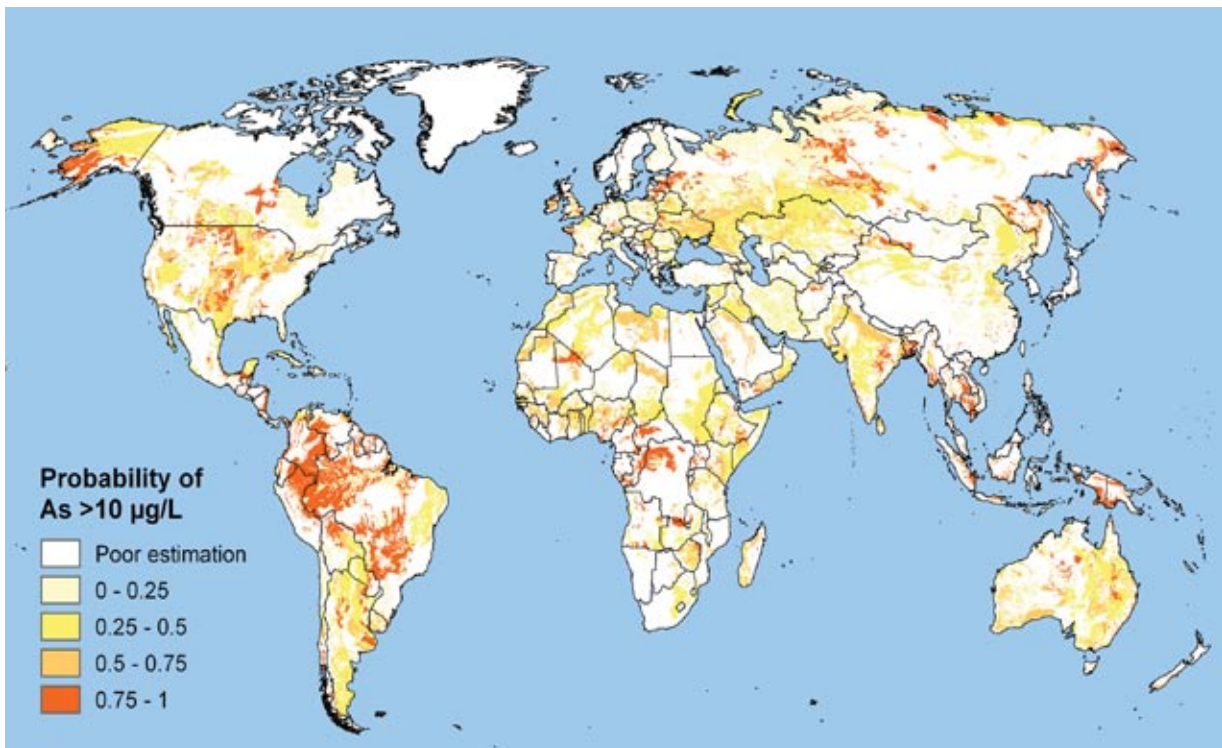 Probability of
As >10 µg/L
Poor estimation
0 - 0.25
0.25 - 0.5
0.5 - 0.75
0.75 - 1